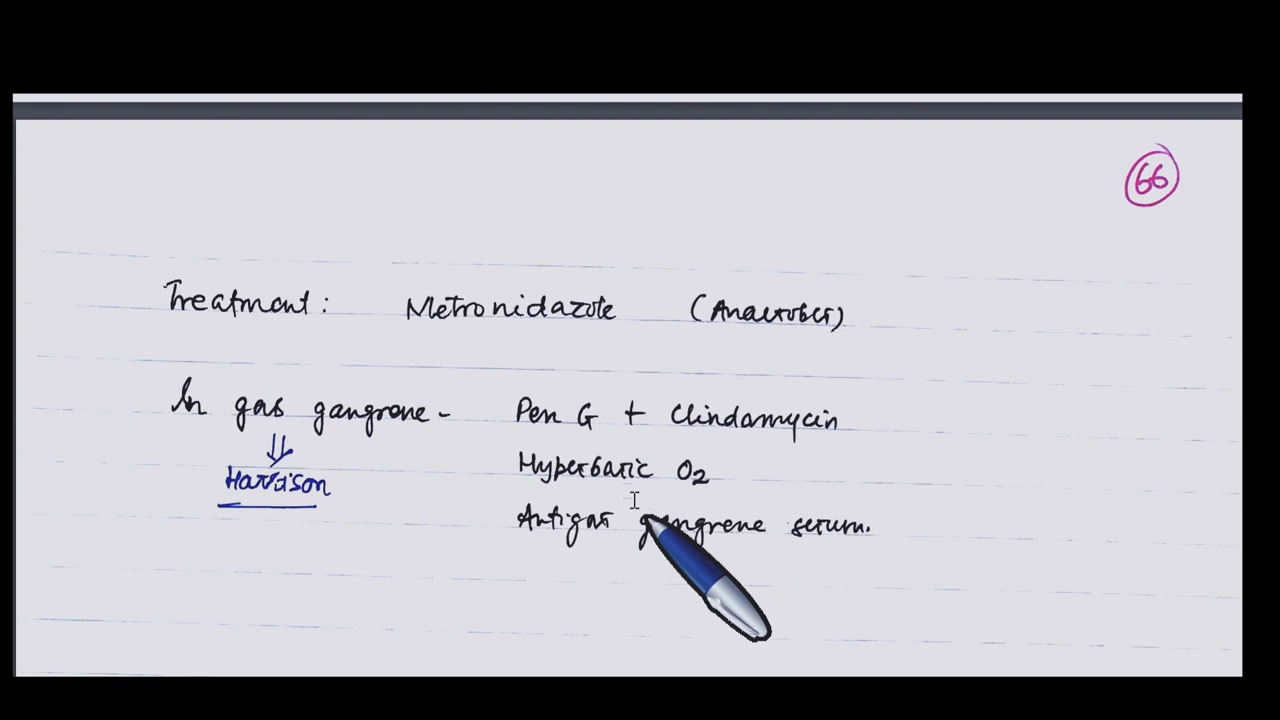 66
Treatment: Metronidazole (Anaerobes)
In gas gangrene - Pen G + Clindamycin
Harrison
Hyperbaric O2
Antigas gangrene serum.